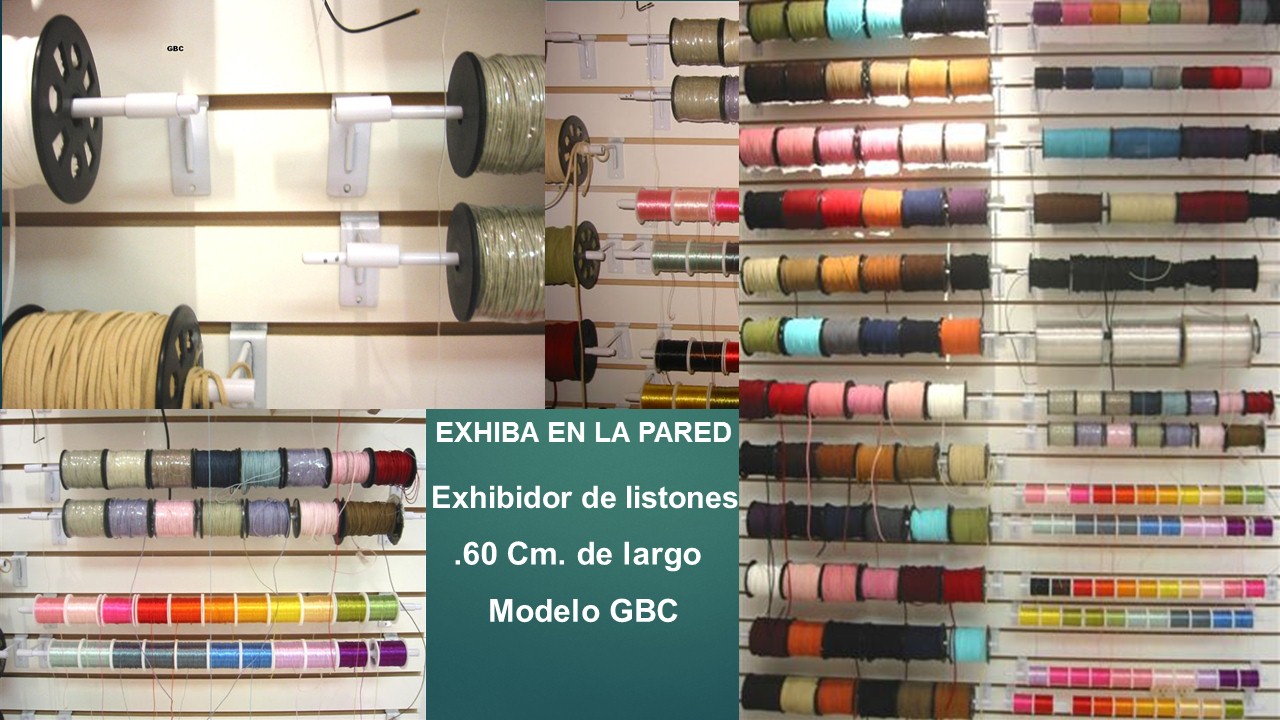 GBC
EXHIBA EN LA PARED
Exhibidor de listones
.60 Cm. de largo
Modelo GBC